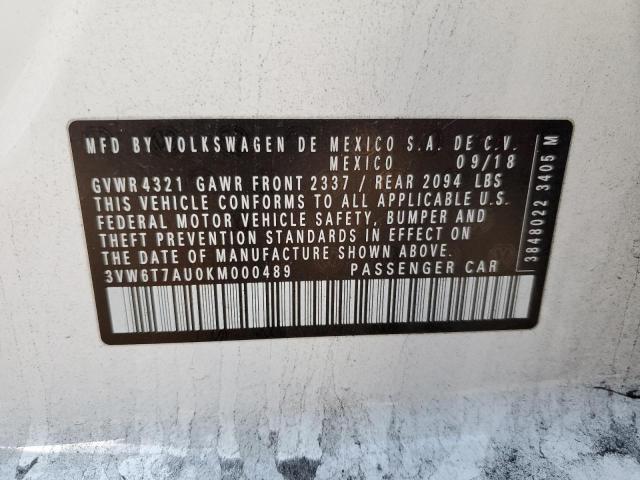 MFD BY VOLKSWAGEN DE MEXICO S.A. DE C.V.
MEXICO 09/18
GVWR 4321 GAWR FRONT 2337 / REAR 2094 LBS
THIS VEHICLE CONFORMS TO ALL APPLICABLE U.S.
FEDERAL MOTOR VEHICLE SAFETY, BUMPER AND
THEFT PREVENTION STANDARDS IN EFFECT ON
THE DATE OF MANUFACTURE SHOWN ABOVE.
3VW6T7AU0KM000489 PASSENGER CAR
3848022 3405 M